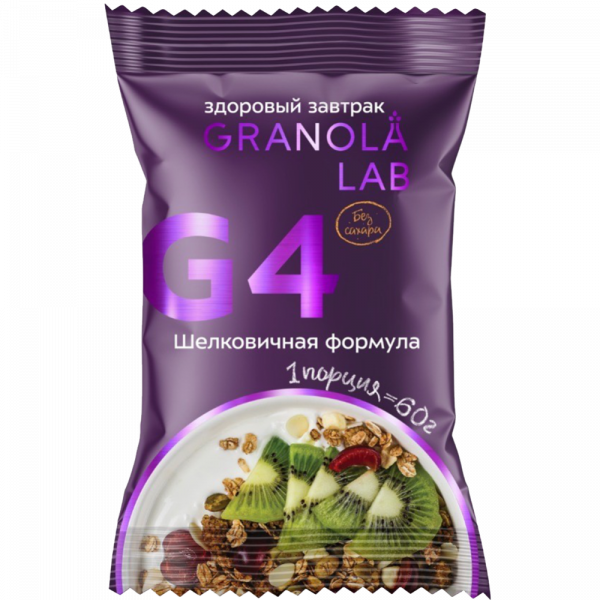 здоровый завтрак
GRANOLA
LAB
Без
сахара
G4
Шелковичная формула
1 порция = 60г